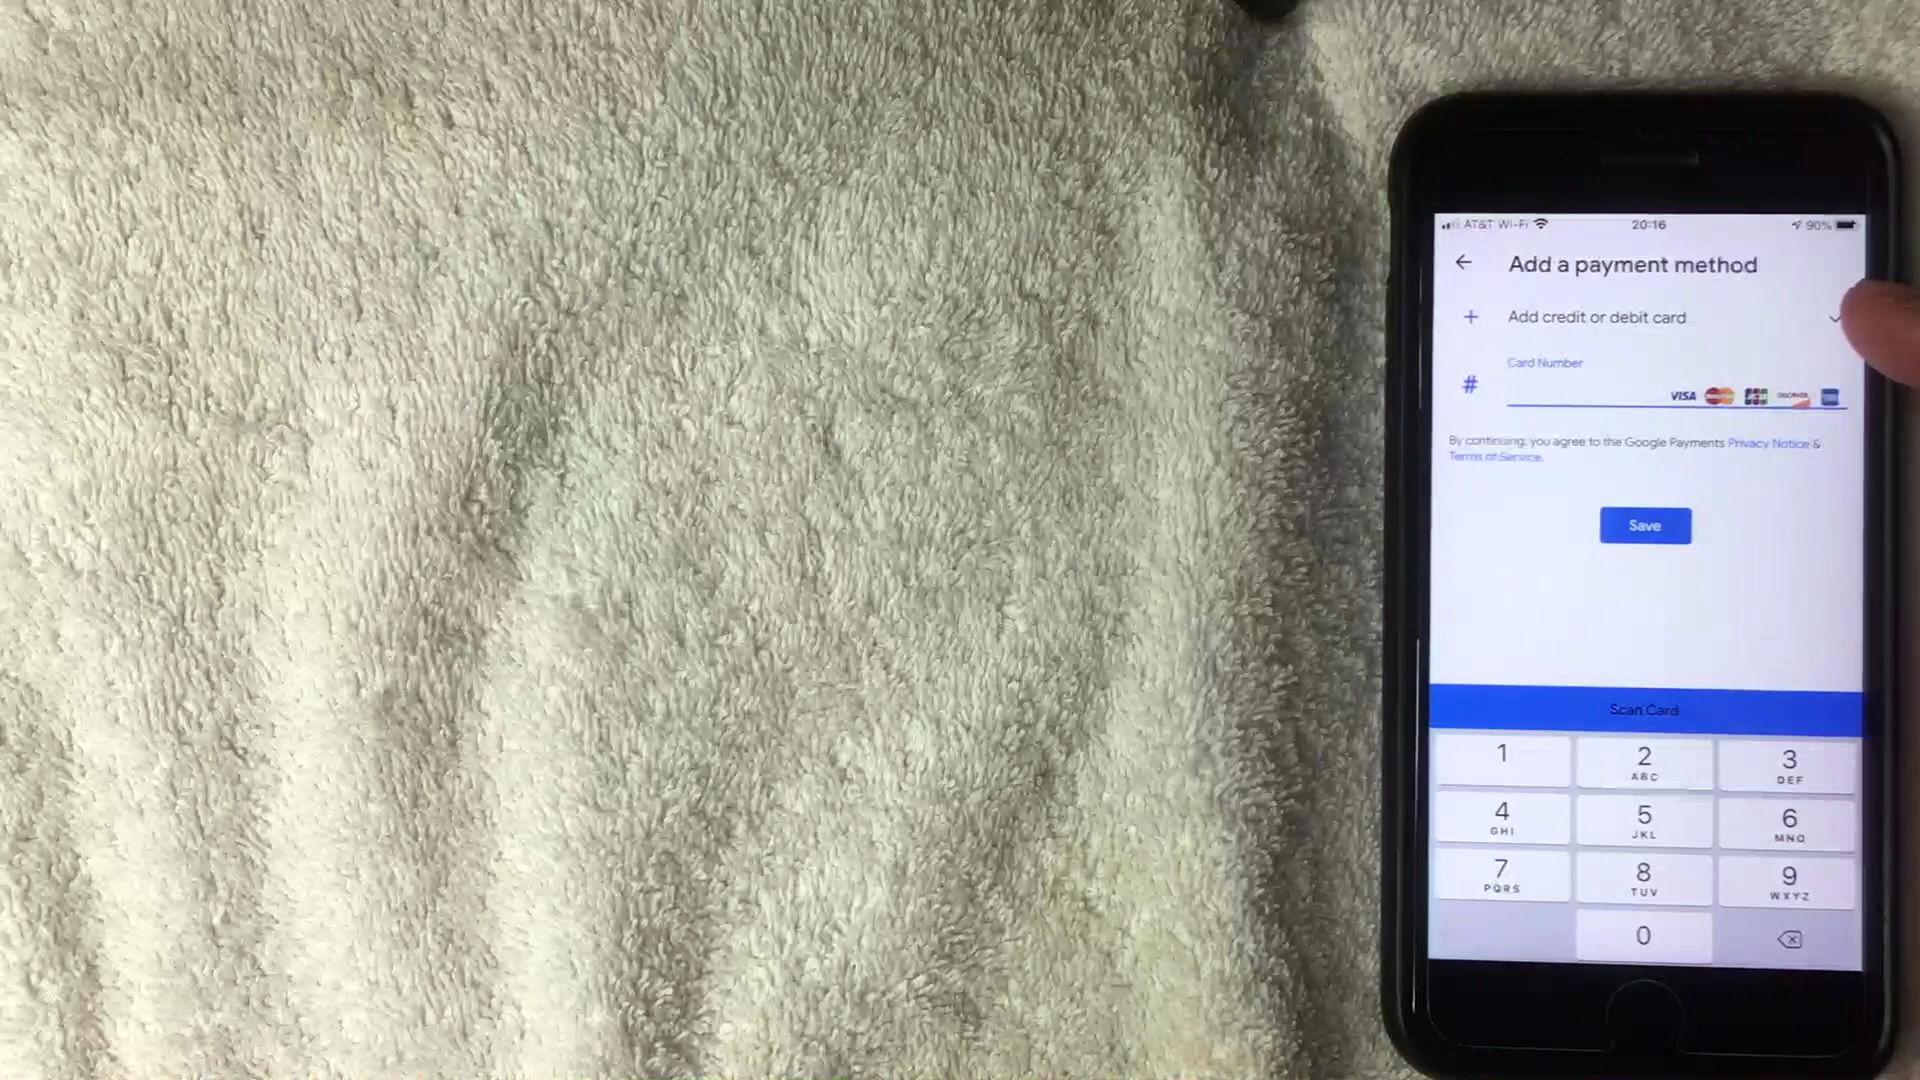 AT&T Wi-Fi 20:16 90%
Add a payment method
+ Add credit or debit card
Card Number
# VISA DISCOVER
By continuing, you agree to the Google Payments Privacy Notice &
Terms of Service.
Save
Scan Card
1 2 3
ABC DEF
4 5 6
GHI JKL MNO
7 8 9
PQRS TUV WXYZ
0